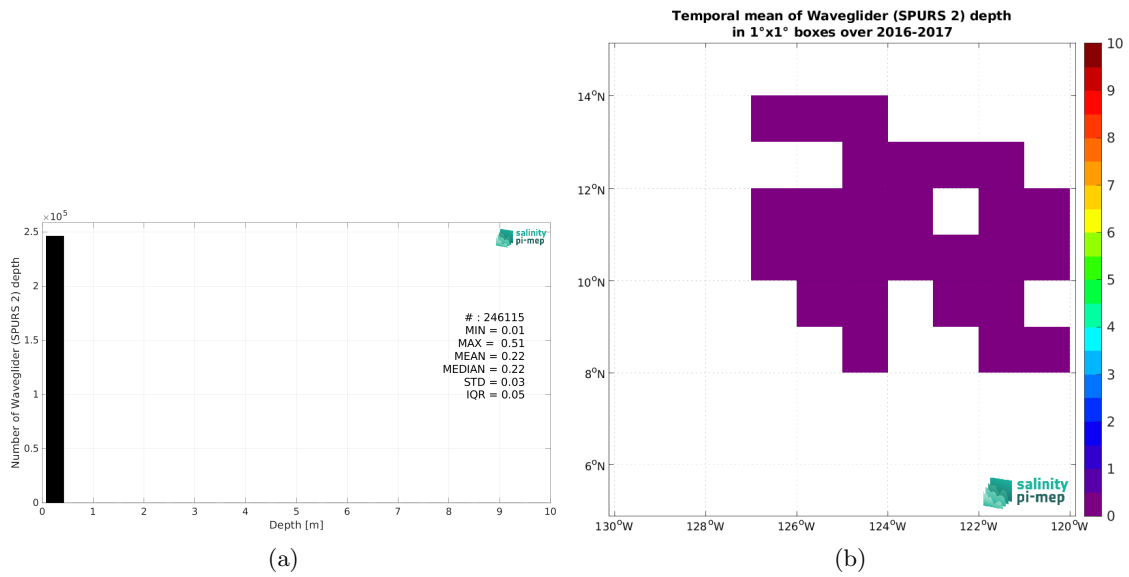 ×10⁵
2.5
2
1.5
1
0.5
0
Number of Waveglider (SPURS 2) depth
salinity
pi-mep
# : 246115
MIN = 0.01
MAX = 0.51
MEAN = 0.22
MEDIAN = 0.22
STD = 0.03
IQR = 0.05
0 1 2 3 4 5 6 7 8 9 10
Depth [m]
(a)
Temporal mean of Waveglider (SPURS 2) depth
in 1°x1° boxes over 2016-2017
14°N
12°N
10°N
8°N
6°N
130°W 128°W 126°W 124°W 122°W 120°W
salinity
pi-mep
10
9
8
7
6
5
4
3
2
1
0
(b)